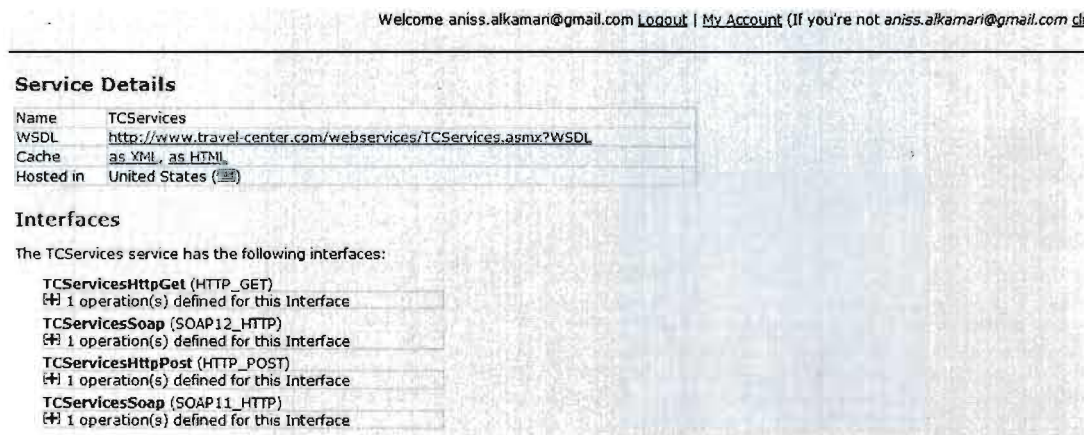 Welcome aniss.alkamari@gmail.com Logout | My Account (If you're not aniss.alkamari@gmail.com
Service Details
Name TCServices
WSDL http://www.travel-center.com/webservices/TCServices.asmx?WSDL
Cache as XML, as HTML
Hosted in United States ( )
Interfaces
The TCServices service has the following interfaces:
TCServicesHttpGet (HTTP_GET)
[+] 1 operation(s) defined for this Interface
TCServicesSoap (SOAP12_HTTP)
[+] 1 operation(s) defined for this Interface
TCServicesHttpPost (HTTP_POST)
[+] 1 operation(s) defined for this Interface
TCServicesSoap (SOAP11_HTTP)
[+] 1 operation(s) defined for this Interface